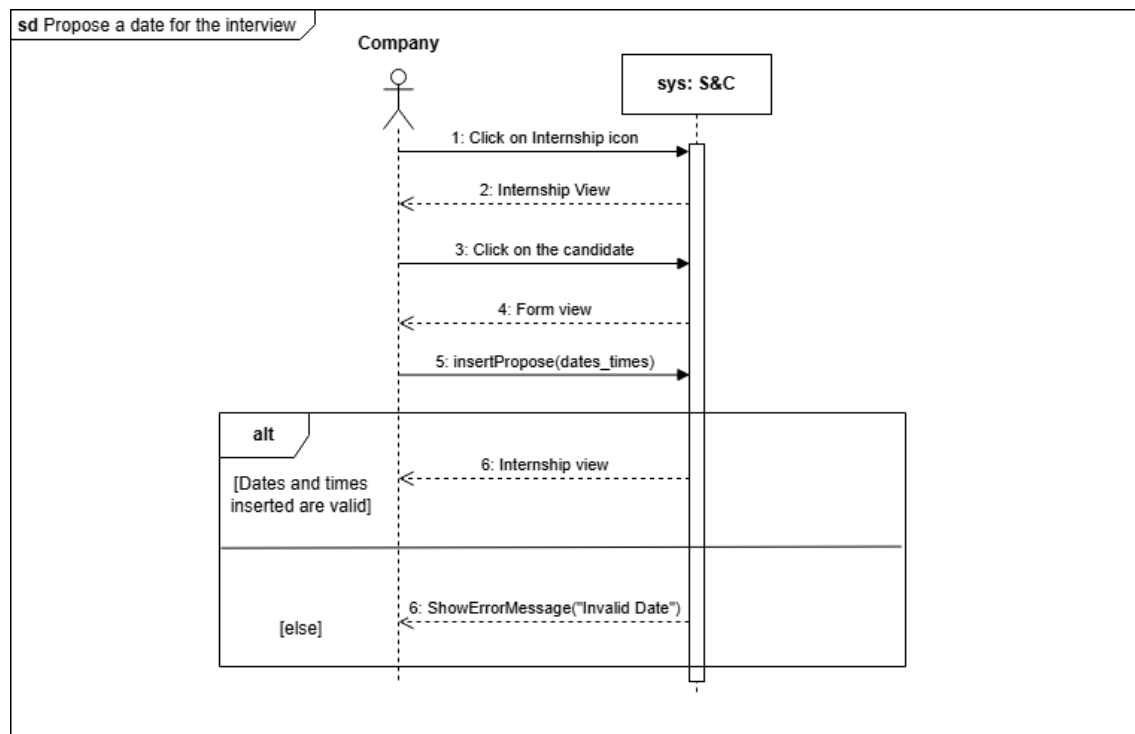 sd Propose a date for the interview
Company
sys: S&C
1: Click on Internship icon
2: Internship View
3: Click on the candidate
4: Form view
5: insertPropose(dates_times)
alt
6: Internship view
[Dates and times
inserted are valid]
6: ShowErrorMessage("Invalid Date")
[else]